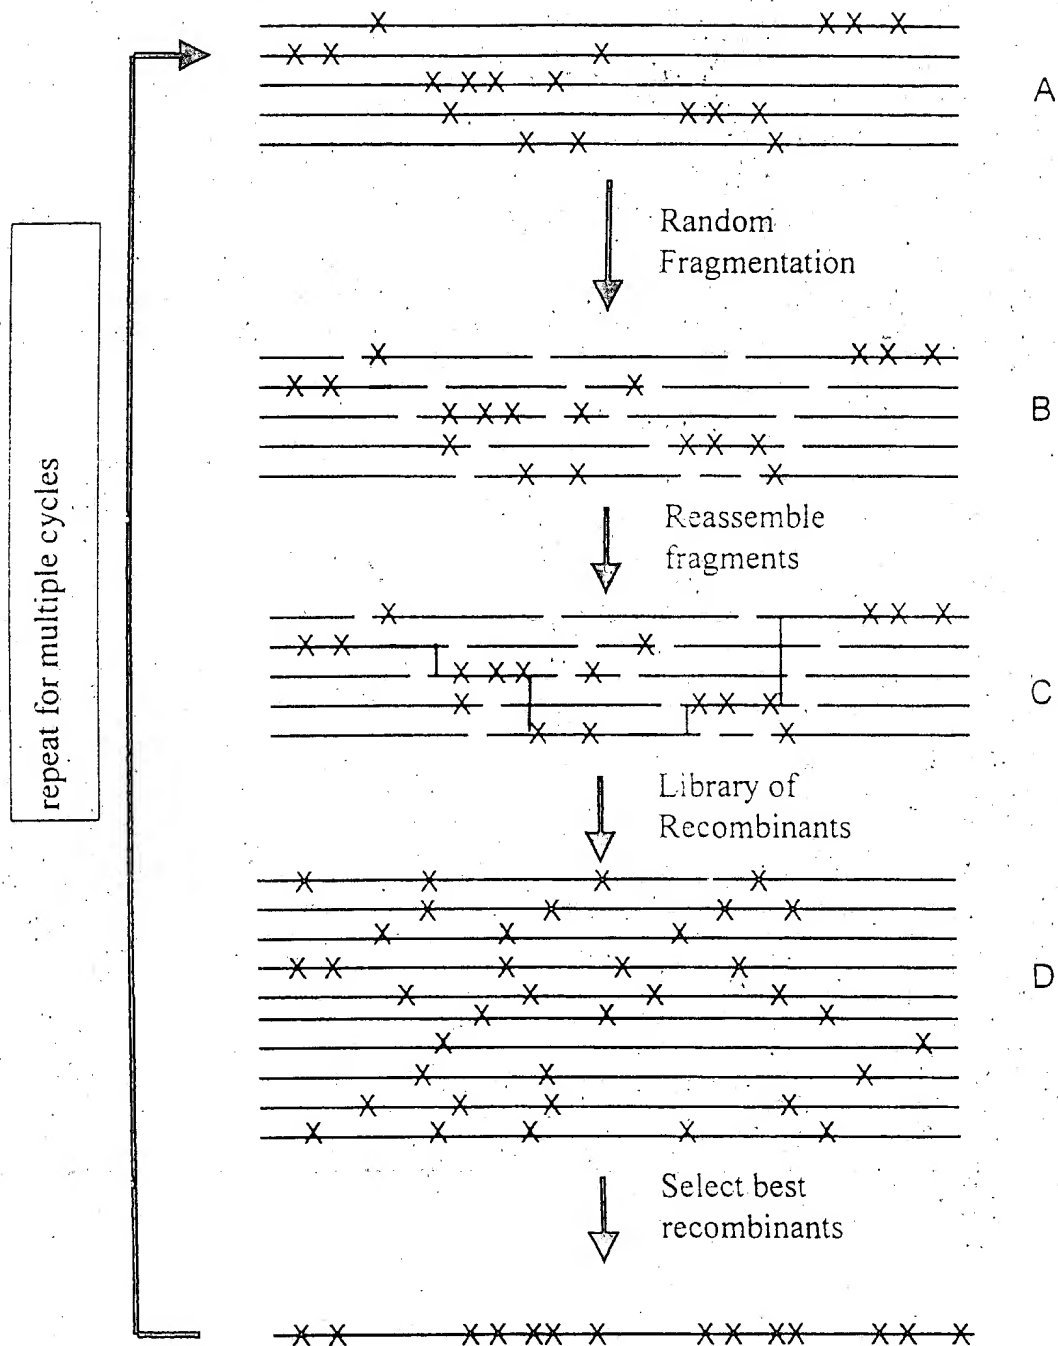 A
Random
Fragmentation
B
Reassemble
fragments
repeat for multiple cycles
C
Library of
Recombinants
D
Select best
recombinants